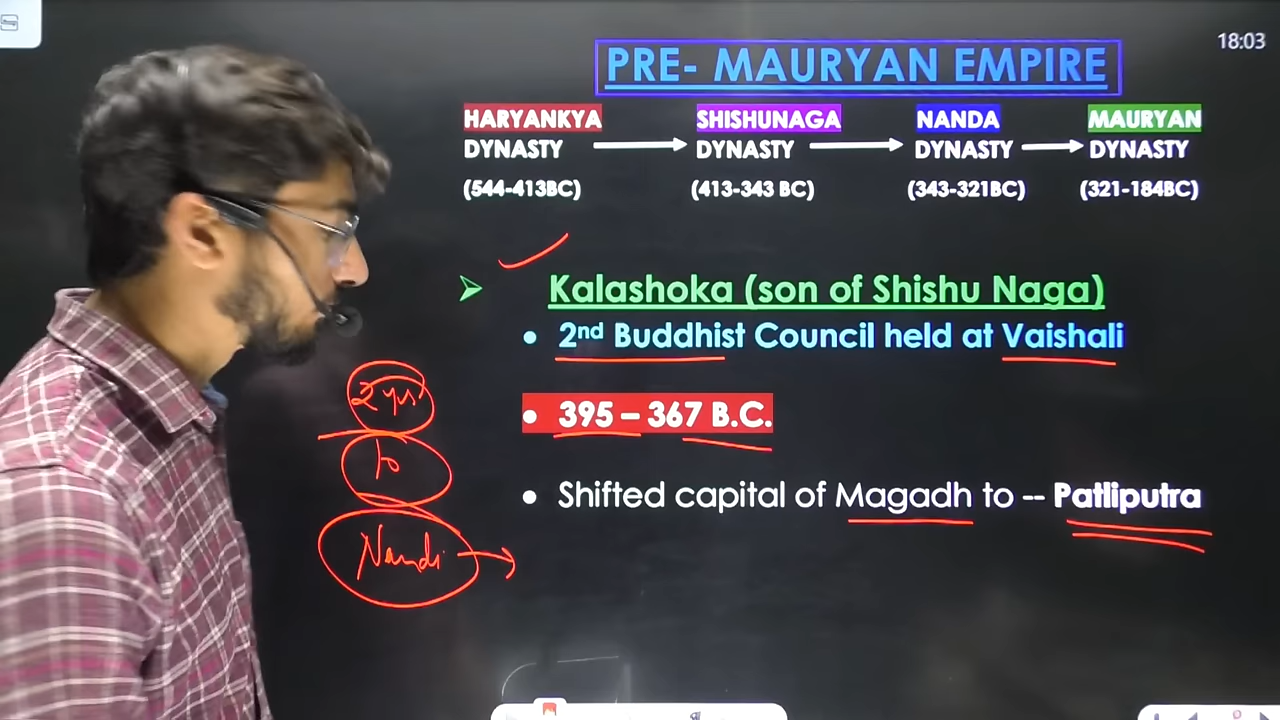 18:03
PRE- MAURYAN EMPIRE
HARYANKYA SHISHUNAGA NANDA MAURYAN
DYNASTY DYNASTY DYNASTY DYNASTY
(544-413BC) (413-343 BC) (343-321BC) (321-184BC)
➢ Kalashoka (son of Shishu Naga)
• 2nd Buddhist Council held at Vaishali
• 395 – 367 B.C.
• Shifted capital of Magadh to -- Patliputra
10
Nandi